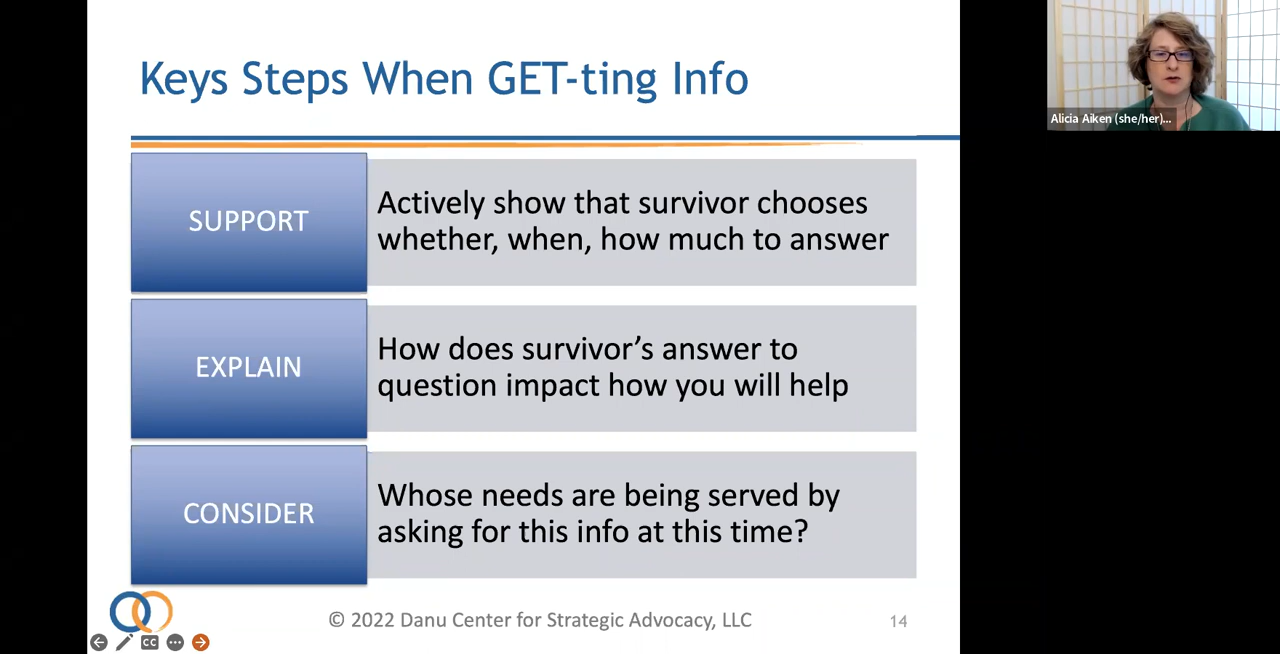 Keys Steps When GET-ting Info
SUPPORT
Actively show that survivor chooses
whether, when, how much to answer
EXPLAIN
How does survivor’s answer to
question impact how you will help
CONSIDER
Whose needs are being served by
asking for this info at this time?
© 2022 Danu Center for Strategic Advocacy, LLC
14
CC
Alicia Aiken (she/her)...